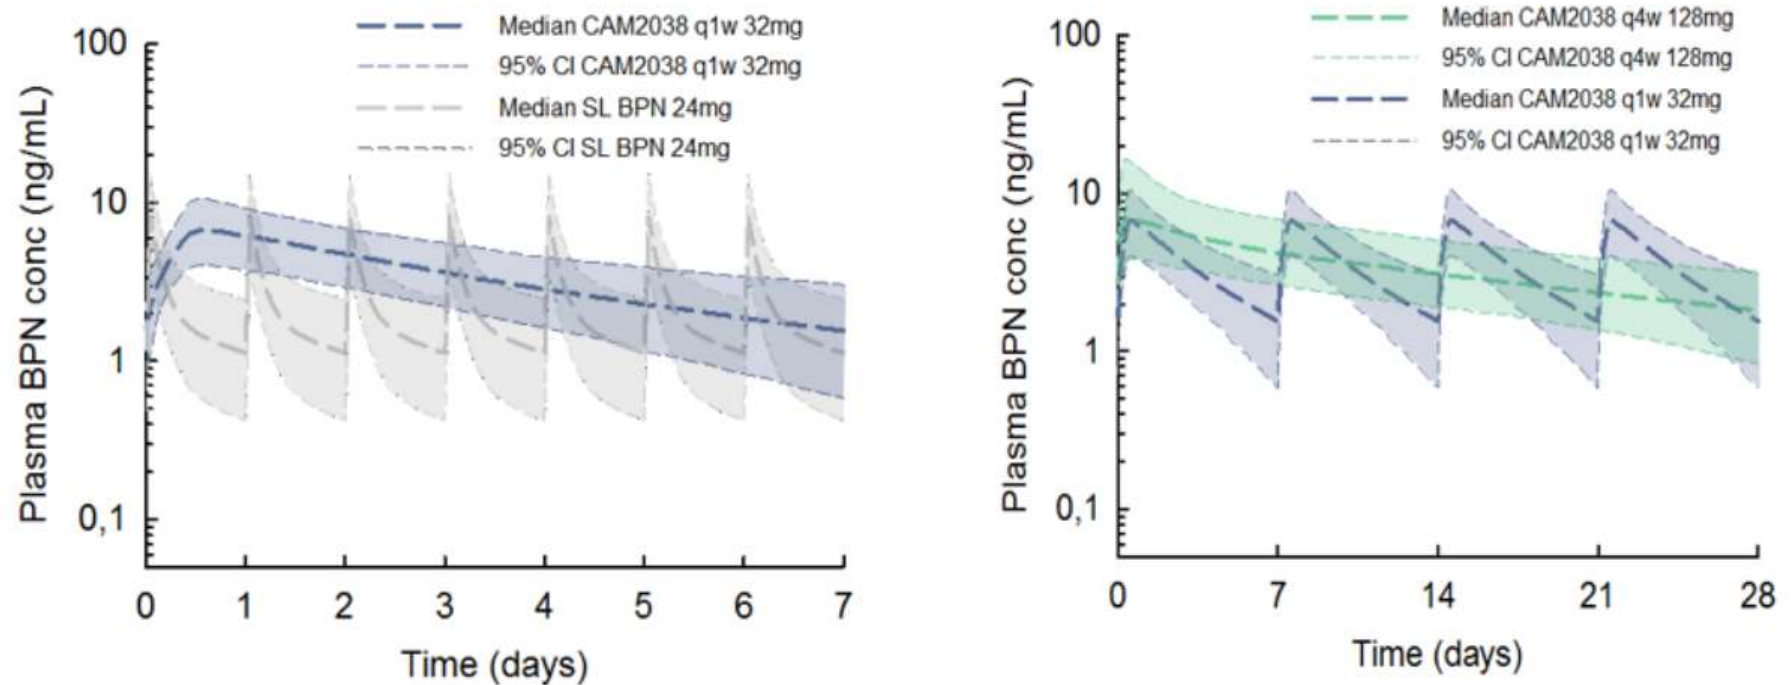 Median CAM2038 q1w 32mg
95% CI CAM2038 q1w 32mg
Median SL BPN 24mg
95% CI SL BPN 24mg
Plasma BPN conc (ng/mL)
100
10
1
0,1
0 1 2 3 4 5 6 7
Time (days)
Median CAM2038 q4w 128mg
95% CI CAM2038 q4w 128mg
Median CAM2038 q1w 32mg
95% CI CAM2038 q1w 32mg
Plasma BPN conc (ng/mL)
100
10
1
0,1
0 7 14 21 28
Time (days)